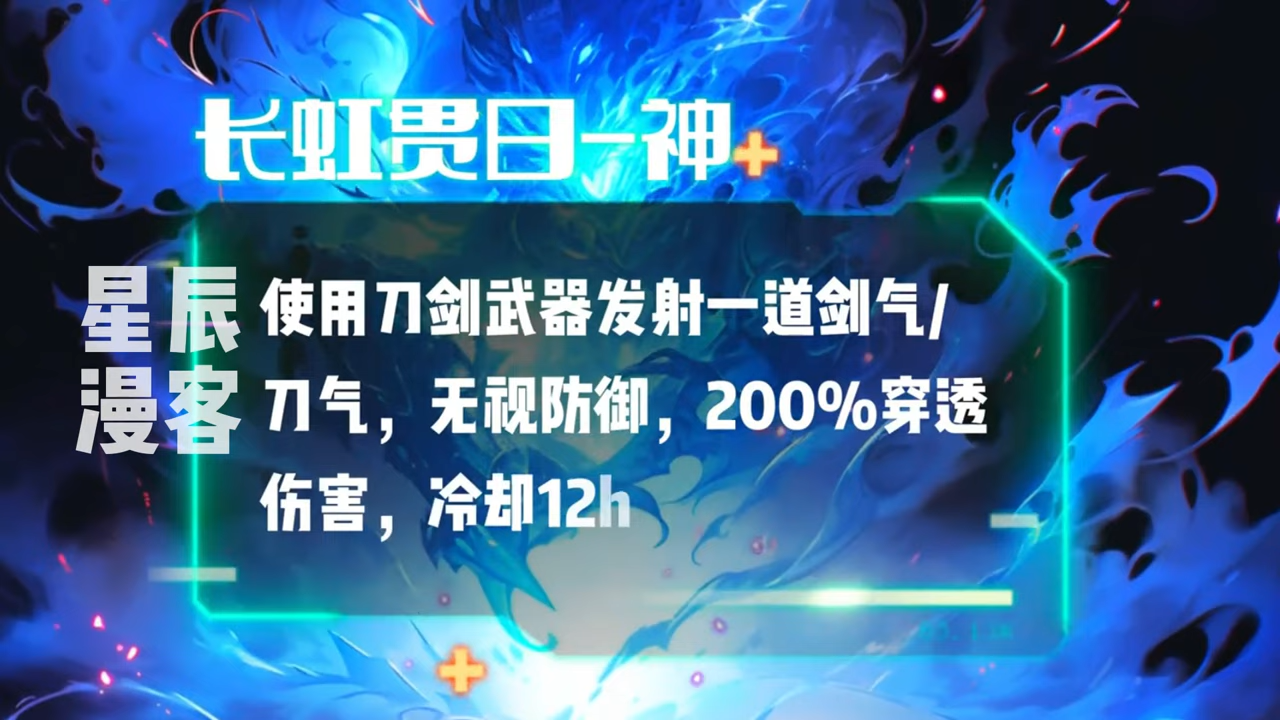 长虹贯日-神
星辰
漫客
使用刀剑武器发射一道剑气/
刀气，无视防御，200%穿透
伤害，冷却12h